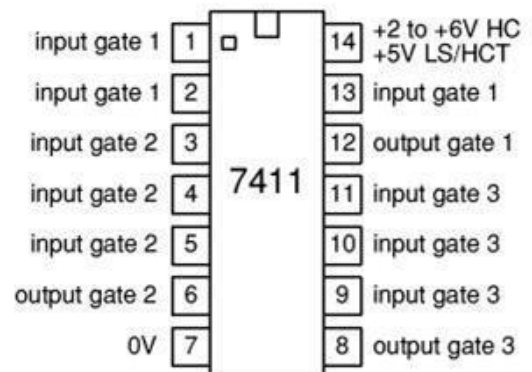 input gate 1 1 14 +2 to +6V HC
+5V LS/HCT
input gate 1 2 13 input gate 1
input gate 2 3 12 output gate 1
input gate 2 4 7411 11 input gate 3
input gate 2 5 10 input gate 3
output gate 2 6 9 input gate 3
0V 7 8 output gate 3